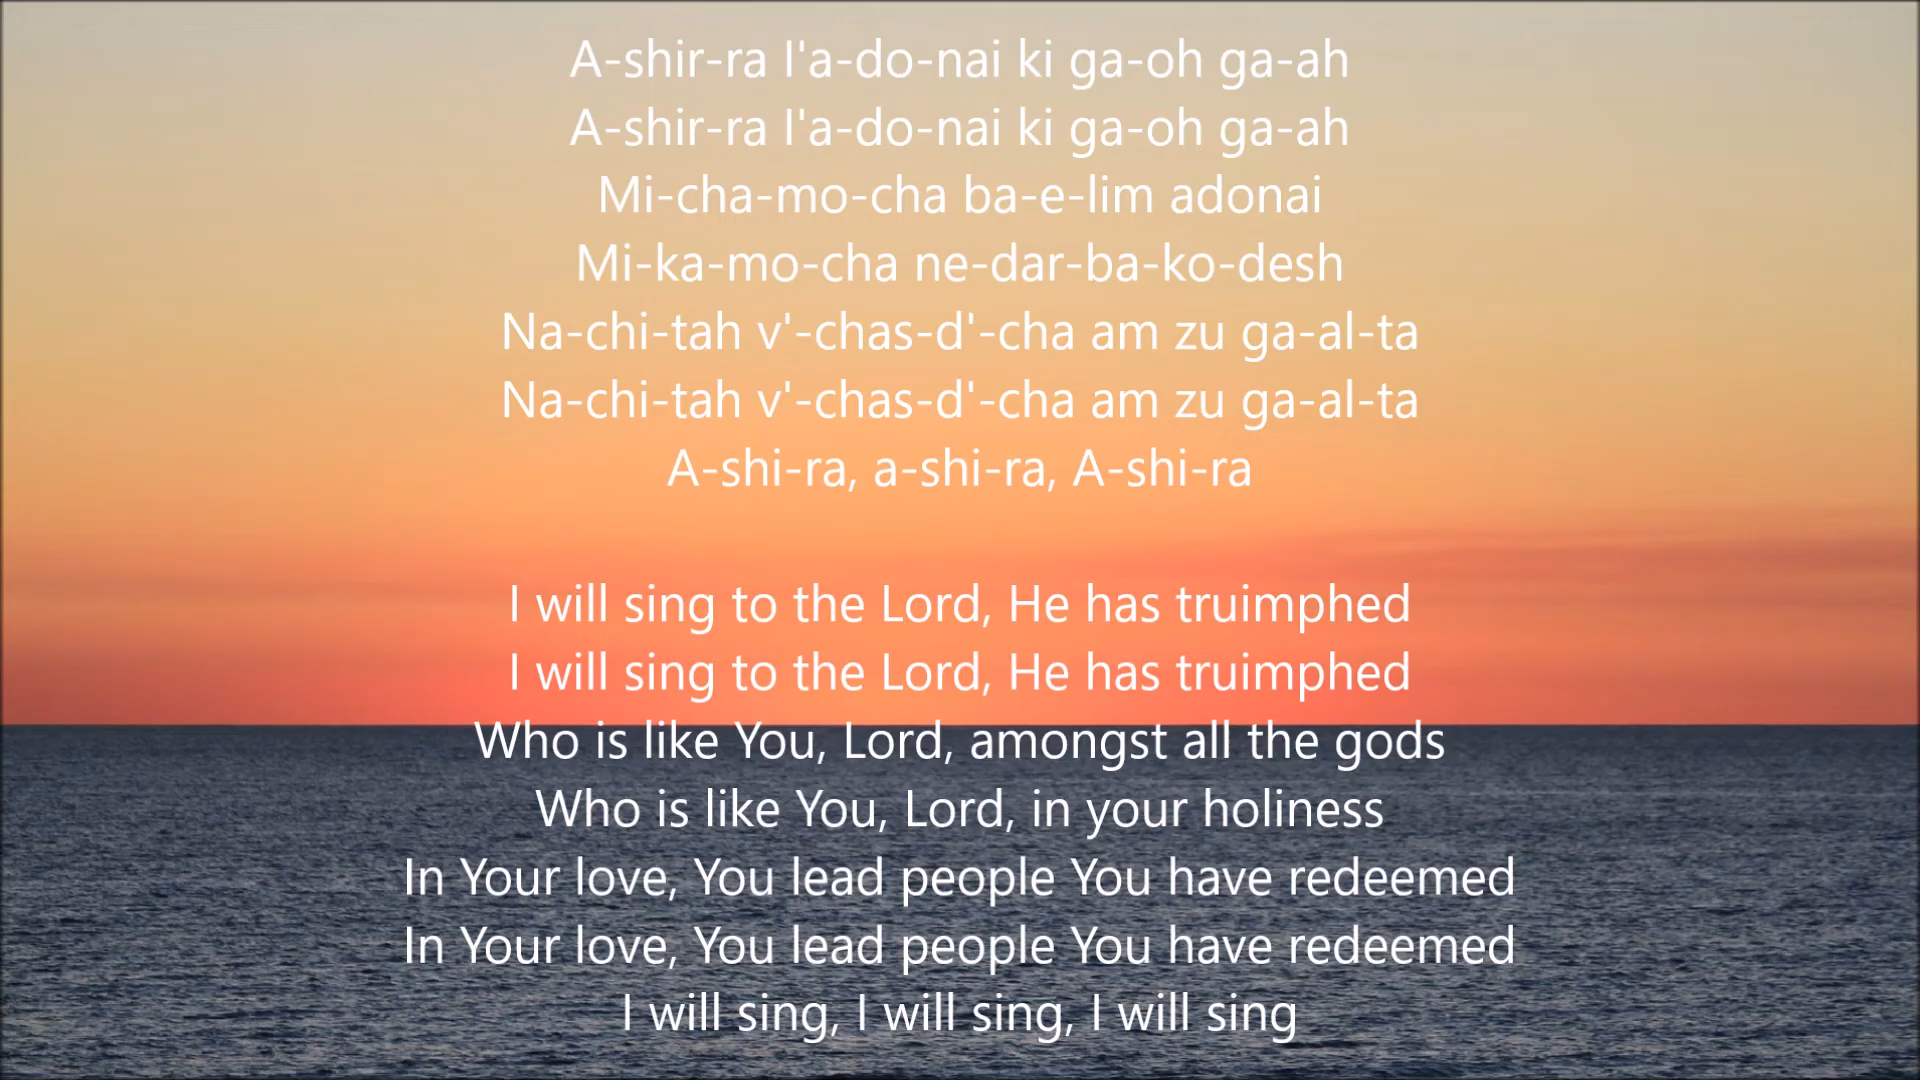 A-shir-ra l'a-do-nai ki ga-oh ga-ah
A-shir-ra l'a-do-nai ki ga-oh ga-ah
Mi-cha-mo-cha ba-e-lim adonai
Mi-ka-mo-cha ne-dar-ba-ko-desh
Na-chi-tah v'-chas-d'-cha am zu ga-al-ta
Na-chi-tah v'-chas-d'-cha am zu ga-al-ta
A-shi-ra, a-shi-ra, A-shi-ra
I will sing to the Lord, He has truimphed
I will sing to the Lord, He has truimphed
Who is like You, Lord, amongst all the gods
Who is like You, Lord, in your holiness
In Your love, You lead people You have redeemed
In Your love, You lead people You have redeemed
I will sing, I will sing, I will sing